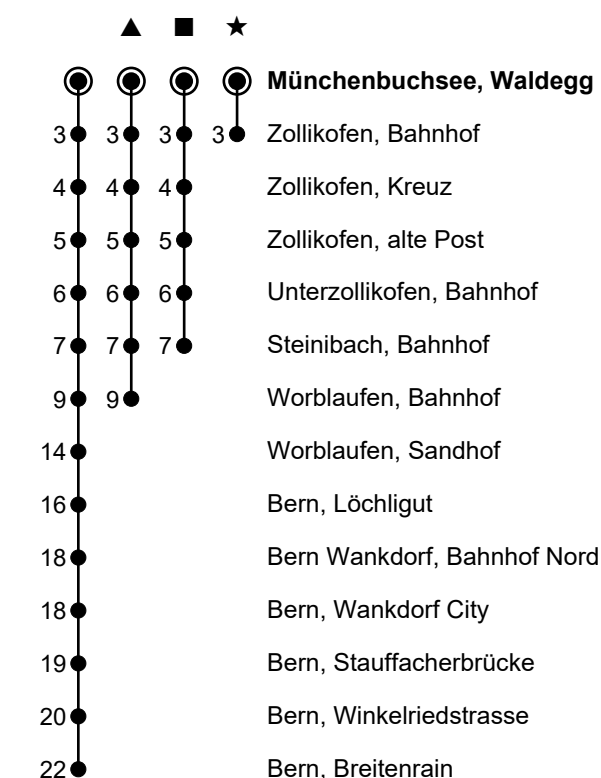 ▲ ■ ★
Münchenbuchsee, Waldegg
3 3 3 3 Zollikofen, Bahnhof
4 4 4 Zollikofen, Kreuz
5 5 5 Zollikofen, alte Post
6 6 6 Unterzollikofen, Bahnhof
7 7 7 Steinibach, Bahnhof
9 9 Worblaufen, Bahnhof
14 Worblaufen, Sandhof
16 Bern, Löchligut
18 Bern Wankdorf, Bahnhof Nord
18 Bern, Wankdorf City
19 Bern, Stauffacherbrücke
20 Bern, Winkelriedstrasse
22 Bern, Breitenrain